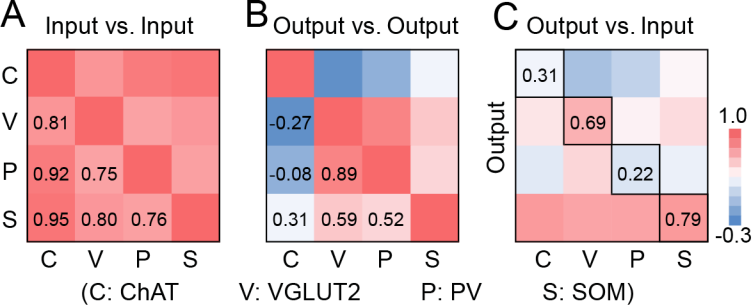 A Input vs. Input
B Output vs. Output
C Output vs. Input
C
V 0.81
P 0.92 0.75
S 0.95 0.80 0.76
C V P S
-0.27
-0.08 0.89
0.31 0.59 0.52
C V P S
Output
0.31
0.69
0.22
0.79
C V P S
1.0
-0.3
(C: ChAT V: VGLUT2 P: PV S: SOM)